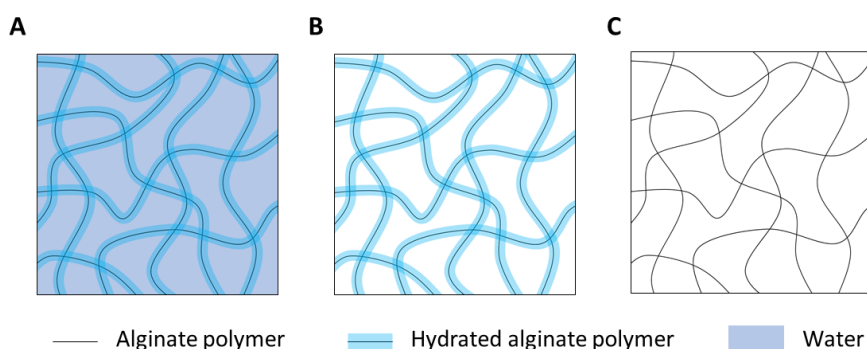 A
B
C
Alginate polymer
Hydrated alginate polymer
Water